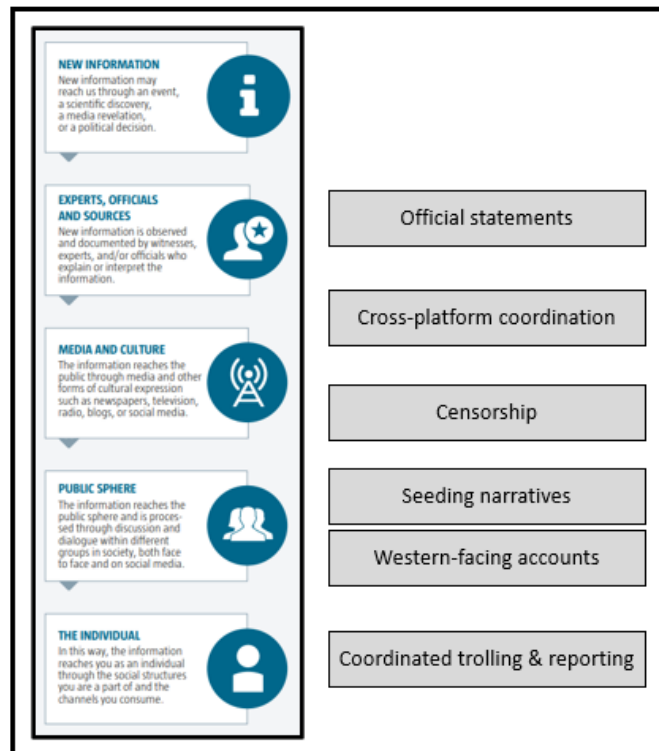 NEW INFORMATION
New information may
reach us through an event,
a scientific discovery,
a media revelation,
or a political decision.
EXPERTS, OFFICIALS
AND SOURCES
New information is observed
and documented by witnesses,
experts, and/or officials who
explain or interpret the
information.
Official statements
Cross-platform coordination
MEDIA AND CULTURE
The information reaches the
public through media and other
forms of cultural expression
such as newspapers, television,
radio, blogs, or social media.
Censorship
PUBLIC SPHERE
The information reaches the
public sphere and is proces-
sed through discussion and
dialogue within different
groups in society, both face
to face and on social media.
Seeding narratives
Western-facing accounts
THE INDIVIDUAL
In this way, the information
reaches you as an individual
through the social structures
you are a part of and the
channels you consume.
Coordinated trolling & reporting